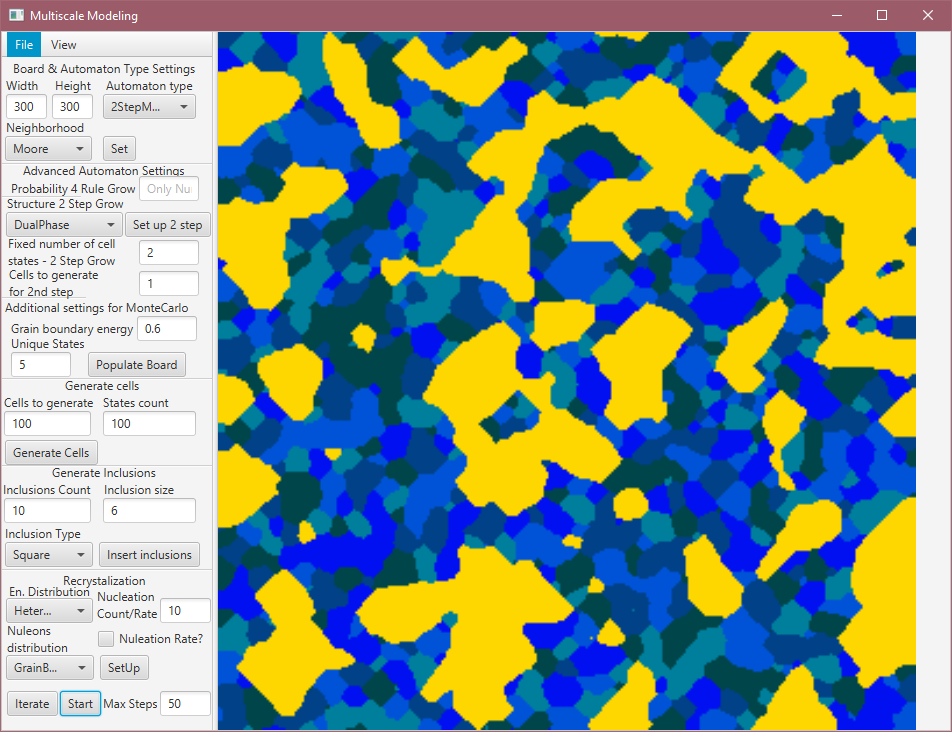 Multiscale Modeling
File View
Board & Automaton Type Settings
Width Height Automaton type
300 300 2StepM...
Neighborhood
Moore Set
Advanced Automaton Settings
Probability 4 Rule Grow Only Nu
Structure 2 Step Grow
DualPhase Set up 2 step
Fixed number of cell
states - 2 Step Grow 2
Cells to generate
for 2nd step 1
Additional settings for MonteCarlo
Grain boundary energy 0.6
Unique States
5 Populate Board
Generate cells
Cells to generate States count
100 100
Generate Cells
Generate Inclusions
Inclusions Count Inclusion size
10 6
Inclusion Type
Square Insert inclusions
Recrystalization
En. Distribution Nucleation
Heter... Count/Rate 10
Nuleons
distribution Nuleation Rate?
GrainB... SetUp
Iterate Start Max Steps 50